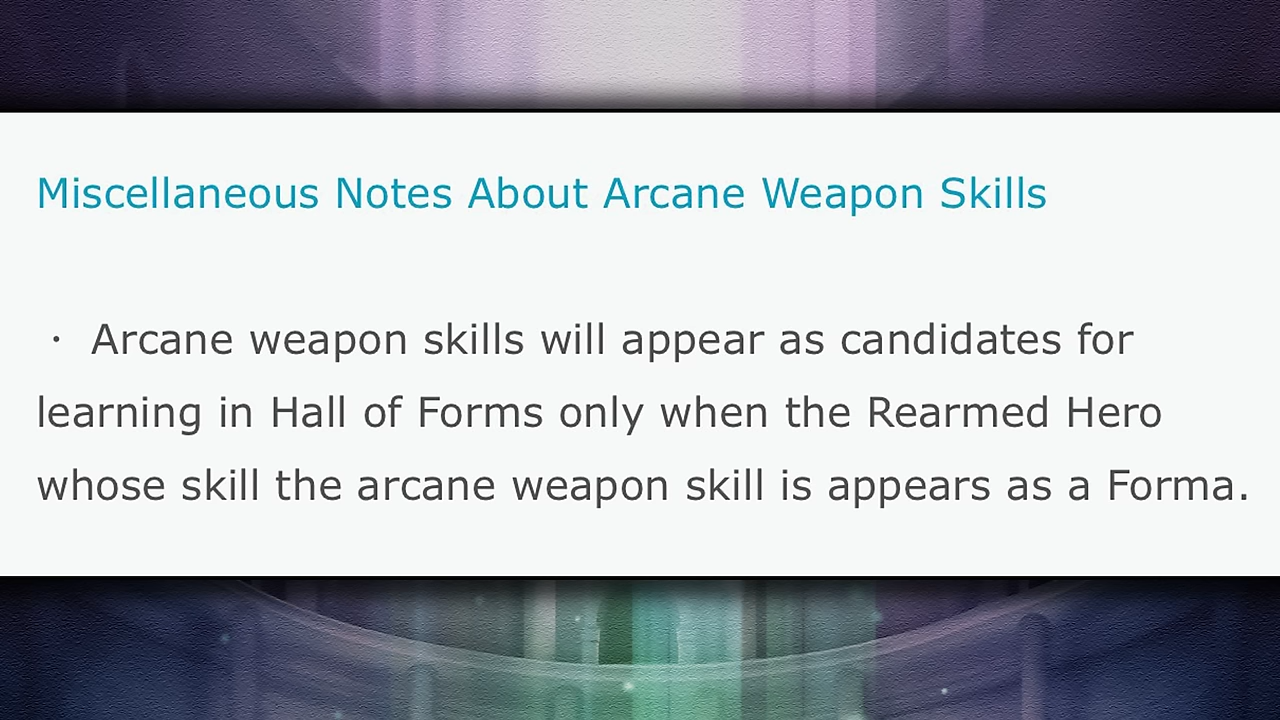 Miscellaneous Notes About Arcane Weapon Skills
· Arcane weapon skills will appear as candidates for
learning in Hall of Forms only when the Rearmed Hero
whose skill the arcane weapon skill is appears as a Forma.